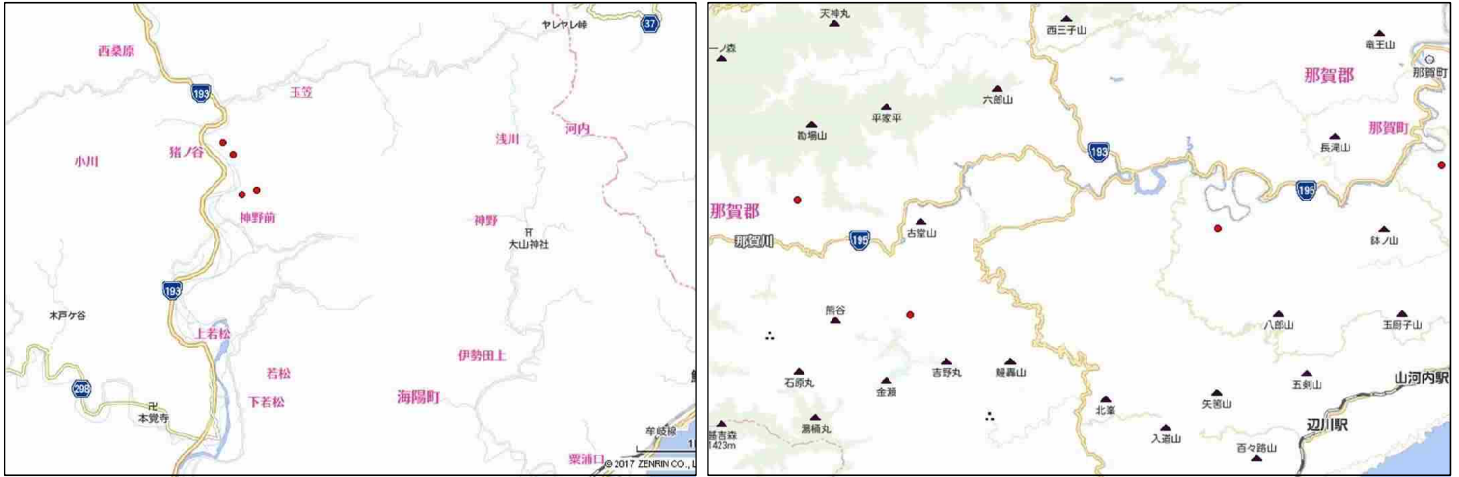 ヤレヤレ峠
37
西桑原
193
玉笠
浅川
河内
猪ノ谷
小川
神野前
神野
大山神社
193
木戸ケ谷
上若松
伊勢田上
若松
298
海陽町
下若松
本覚寺
牟岐線
粟浦口
© 2017 ZENRIN CO., L
天神丸
西三子山
一ノ森
竜王山
那賀郡
那賀町
六郎山
平家平
勘場山
那賀町
193
長滝山
195
那賀郡
古堂山
195
那賀川
鉢ノ山
熊谷
八郎山
玉厨子山
石原丸
金瀬
吉野丸
鰻轟山
五剣山
山河内駅
北峯
矢筈山
湯桶丸
甚吉森
1423m
入道山
辺川駅
百々路山